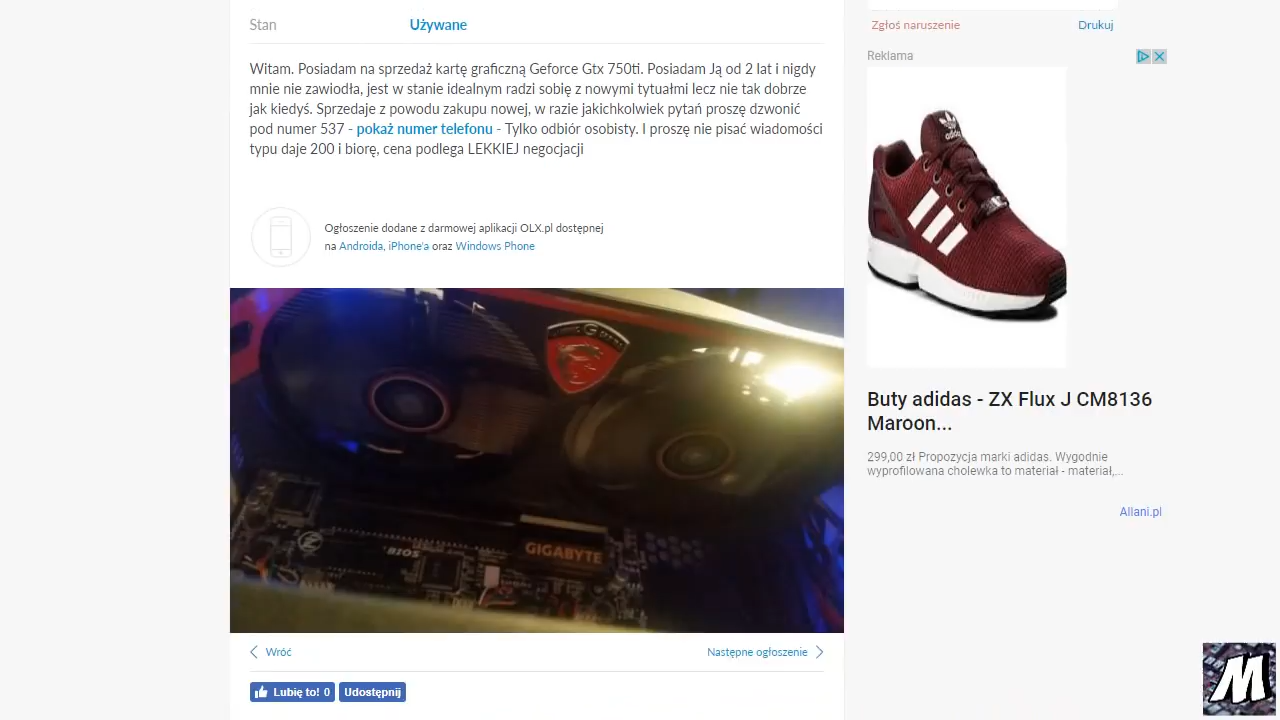 Stan Używane
Witam. Posiadam na sprzedaż kartę graficzną Geforce Gtx 750ti. Posiadam Ją od 2 lat i nigdy
mnie nie zawiodła, jest w stanie idealnym radzi sobię z nowymi tytuałmi lecz nie tak dobrze
jak kiedyś. Sprzedaje z powodu zakupu nowej, w razie jakichkolwiek pytań proszę dzwonić
pod numer 537 - pokaż numer telefonu - Tylko odbiór osobisty. I proszę nie pisać wiadomości
typu daje 200 i biorę, cena podlega LEKKIEJ negocjacji
Ogłoszenie dodane z darmowej aplikacji OLX.pl dostępnej
na Androida, iPhone'a oraz Windows Phone
BIOS
GIGABYTE
Wróć
Następne ogłoszenie
Lubię to! 0
Udostępnij
Zgłoś naruszenie
Drukuj
Reklama
adidas
Buty adidas - ZX Flux J CM8136
Maroon...
299,00 zł Propozycja marki adidas. Wygodnie
wyprofilowana cholewka to materiał - materiał,...
Allani.pl
M